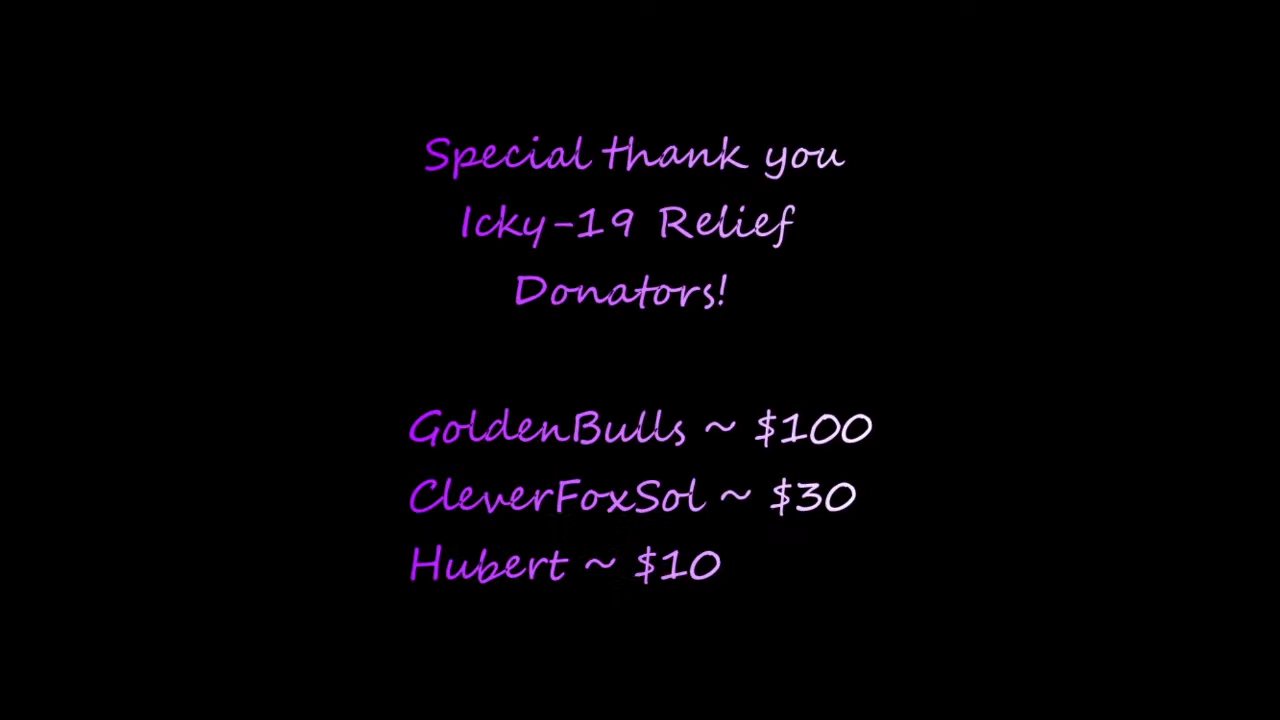 Special thank you
Icky-19 Relief
Donators!
GoldenBulls ~ $100
CleverFoxSol ~ $30
Hubert ~ $10